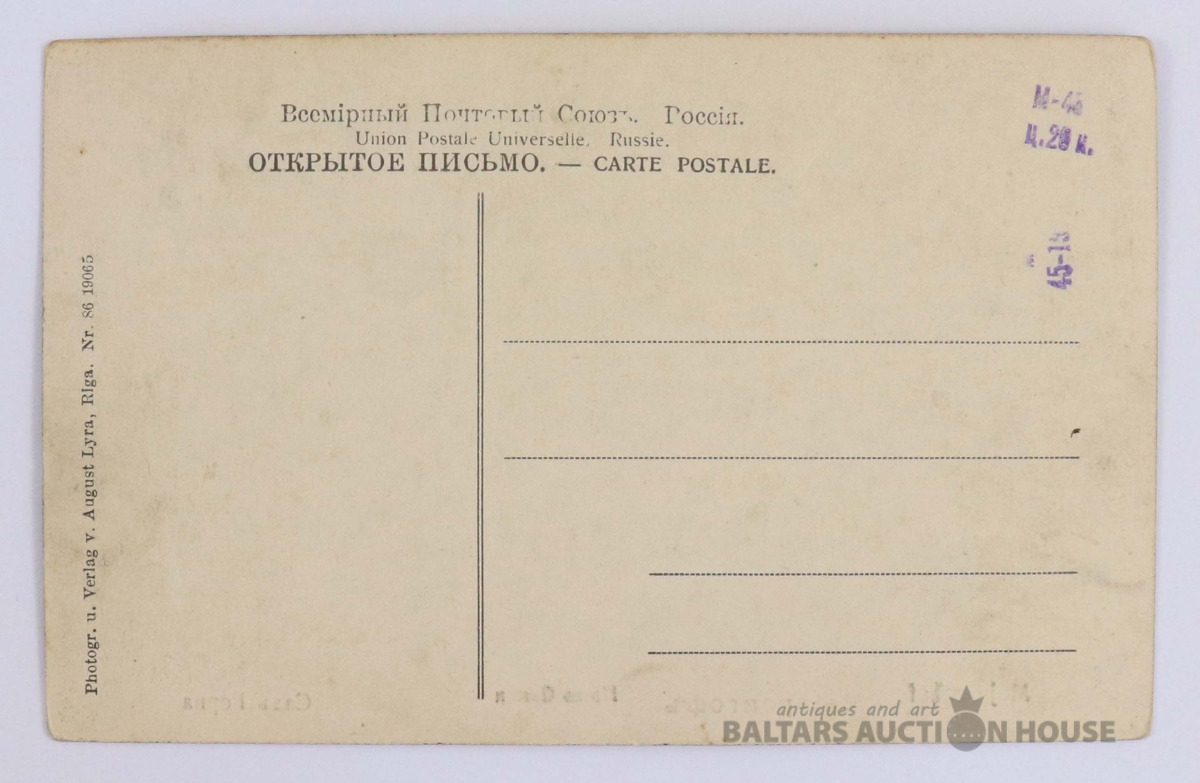 Всемірный Почтовый Союзъ. Россія.
Union Postale Universelle. Russie.
ОТКРЫТОЕ ПИСЬМО. — CARTE POSTALE.
М-45
Ц.20 к.
45-13
Photogr. u. Verlag v. August Lyra, Riga. Nr. 86 19065
antiques and art
BALTARS AUCTION HOUSE